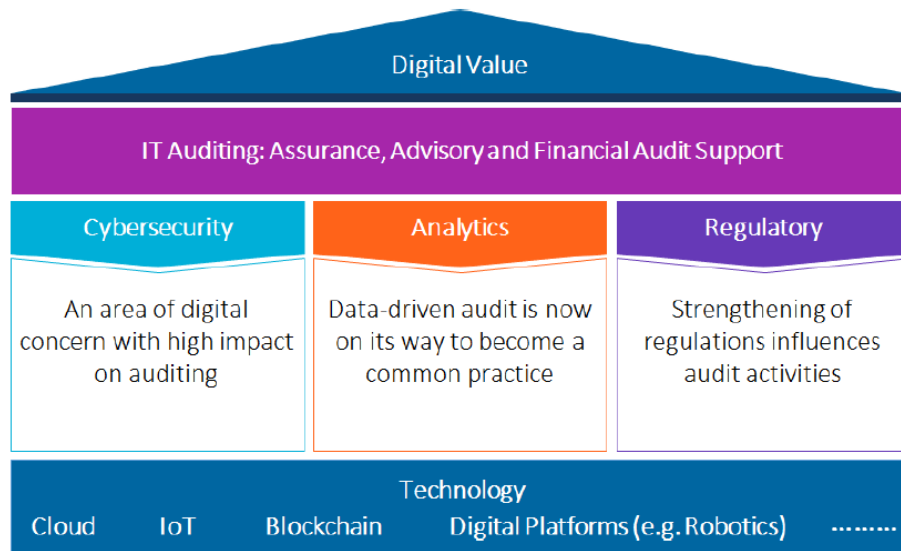 Digital Value
IT Auditing: Assurance, Advisory and Financial Audit Support
Cybersecurity
An area of digital
concern with high impact
on auditing
Analytics
Data-driven audit is now
on its way to become a
common practice
Regulatory
Strengthening of
regulations influences
audit activities
Technology
Cloud IoT Blockchain Digital Platforms (e.g. Robotics) .........